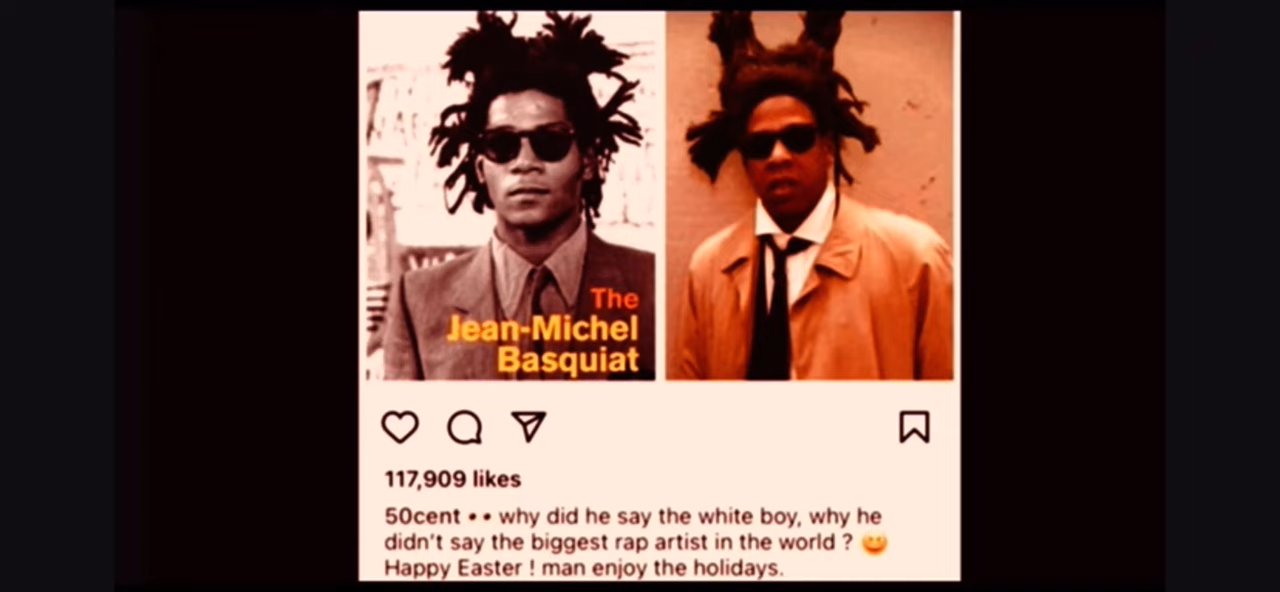 The
Jean-Michel
Basquiat
117,909 likes
50cent •• why did he say the white boy, why he
didn't say the biggest rap artist in the world ? 😀
Happy Easter ! man enjoy the holidays.